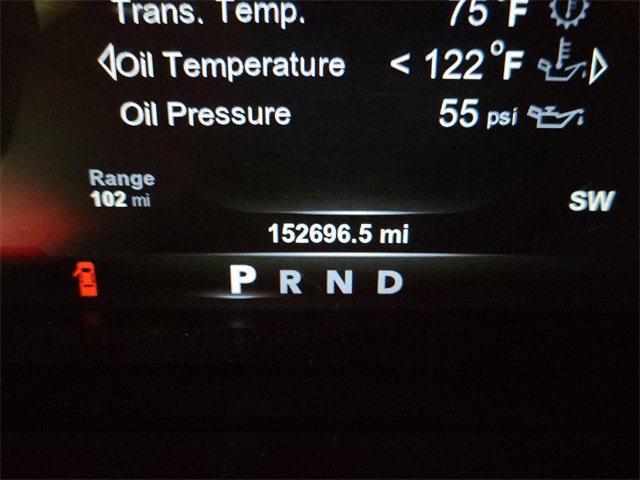 Trans. Temp. 75°F
Oil Temperature < 122°F
Oil Pressure 55 psi
Range
102 mi
SW
152696.5 mi
P R N D